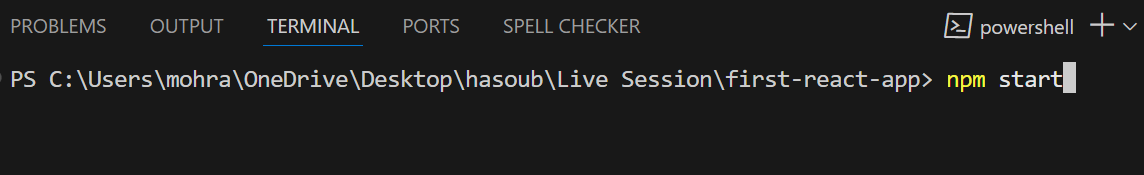 PROBLEMS OUTPUT TERMINAL PORTS SPELL CHECKER powershell
PS C:\Users\mohra\OneDrive\Desktop\hasoub\Live Session\first-react-app> npm start